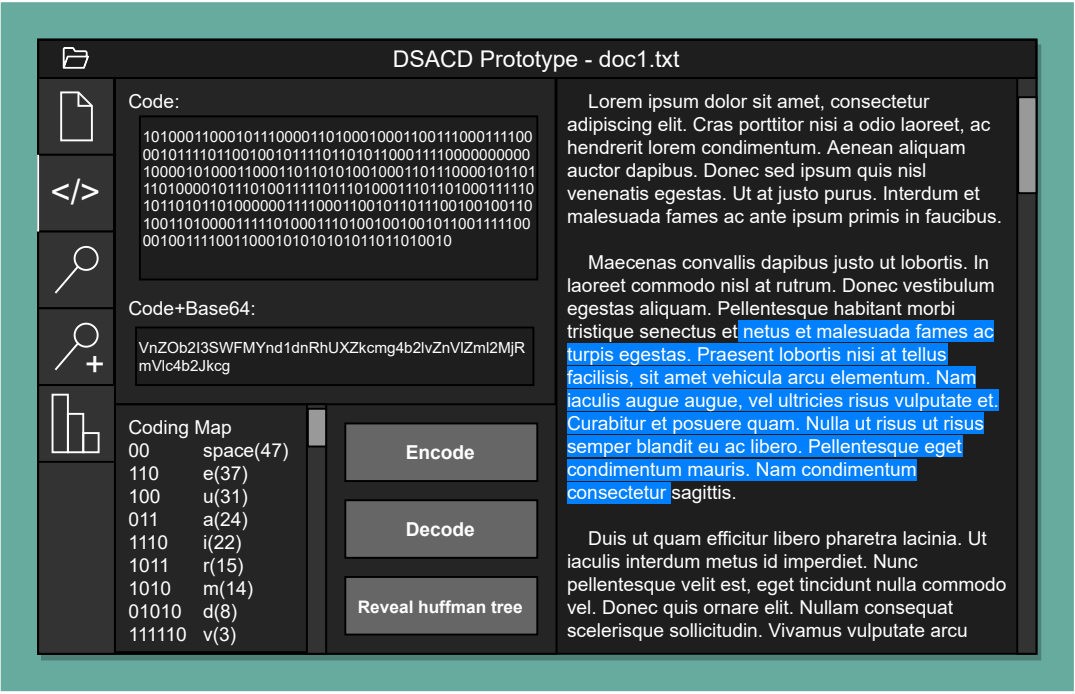 DSACD Prototype - doc1.txt
</>
Code:
101000110001011100001101000100011001110001111100
00101111011001001011110110101100011110000000000
100001010001100011011010100100011011100001011011
11010000101110100111110111010001110110100011111 0
10110101101000000111100011001011011100100100110
100110100001111101000111010010010010110011111100
0010011110011000101010101011011010010
Code+Base64:
VnZOb2I3SWFMYnd1dnRhUXZkcmg4b2lvZnVlZml2MjR
mVlc4b2Jkcg
Coding Map
00 space(47)
110 e(37)
100 u(31)
011 a(24)
1110 i(22)
1011 r(15)
1010 m(14)
01010 d(8)
111110 v(3)
Encode
Decode
Reveal huffman tree
Lorem ipsum dolor sit amet, consectetur
adipiscing elit. Cras porttitor nisi a odio laoreet, ac
hendrerit lorem condimentum. Aenean aliquam
auctor dapibus. Donec sed ipsum quis nisl
venenatis egestas. Ut at justo purus. Interdum et
malesuada fames ac ante ipsum primis in faucibus.
Maecenas convallis dapibus justo ut lobortis. In
laoreet commodo nisl at rutrum. Donec vestibulum
egestas aliquam. Pellentesque habitant morbi
tristique senectus et netus et malesuada fames ac
turpis egestas. Praesent lobortis nisi at tellus
facilisis, sit amet vehicula arcu elementum. Nam
iaculis augue augue, vel ultricies risus vulputate et.
Curabitur et posuere quam. Nulla ut risus ut risus
semper blandit eu ac libero. Pellentesque eget
condimentum mauris. Nam condimentum
consectetur sagittis.
Duis ut quam efficitur libero pharetra lacinia. Ut
iaculis interdum metus id imperdiet. Nunc
pellentesque velit est, eget tincidunt nulla commodo
vel. Donec quis ornare elit. Nullam consequat
scelerisque sollicitudin. Vivamus vulputate arcu